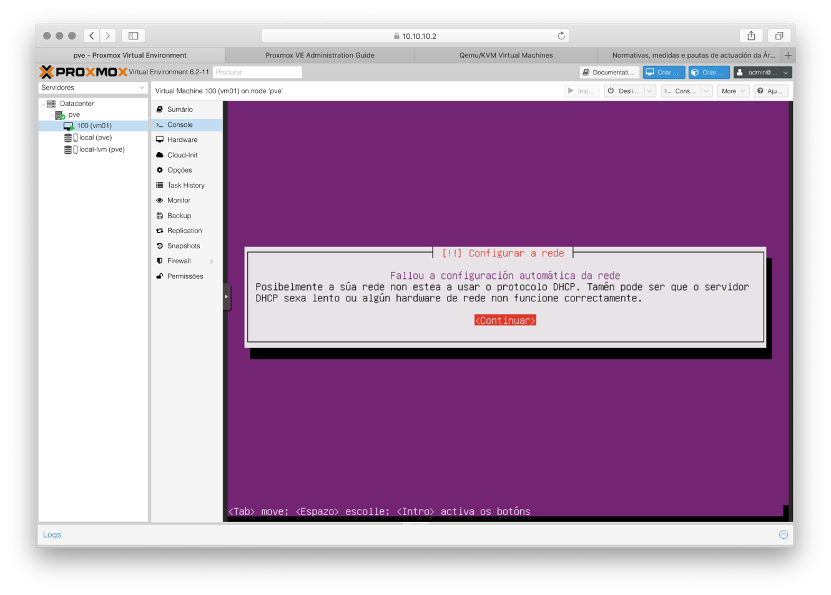 10.10.10.2
pve - Proxmox Virtual Environment
Proxmox VE Administration Guide
Qemu/KVM Virtual Machines
Normativas, medidas e pautas de actuación da Ár...
PROXMOX Virtual Environment 6.2-11 Procurar
Documentati... Criar ... Criar ... admin@...
Servidores
Virtual Machine 100 (vm01) on node 'pve'
Inic... Desli... Cons... More Aju...
Datacenter
pve
100 (vm01)
local (pve)
local-lvm (pve)
Sumário
>_ Console
Hardware
Cloud-Init
Opções
Task History
Monitor
Backup
Replication
Snapshots
Firewall
Permissões
[!!] Configurar a rede
Fallou a configuración automática da rede
Posibelmente a súa rede non estea a usar o protocolo DHCP. Tamén pode ser que o servidor
DHCP sexa lento ou algún hardware de rede non funcione correctamente.
<Continuar>
<Tab> move; <Espazo> escolle; <Intro> activa os botóns
Logs